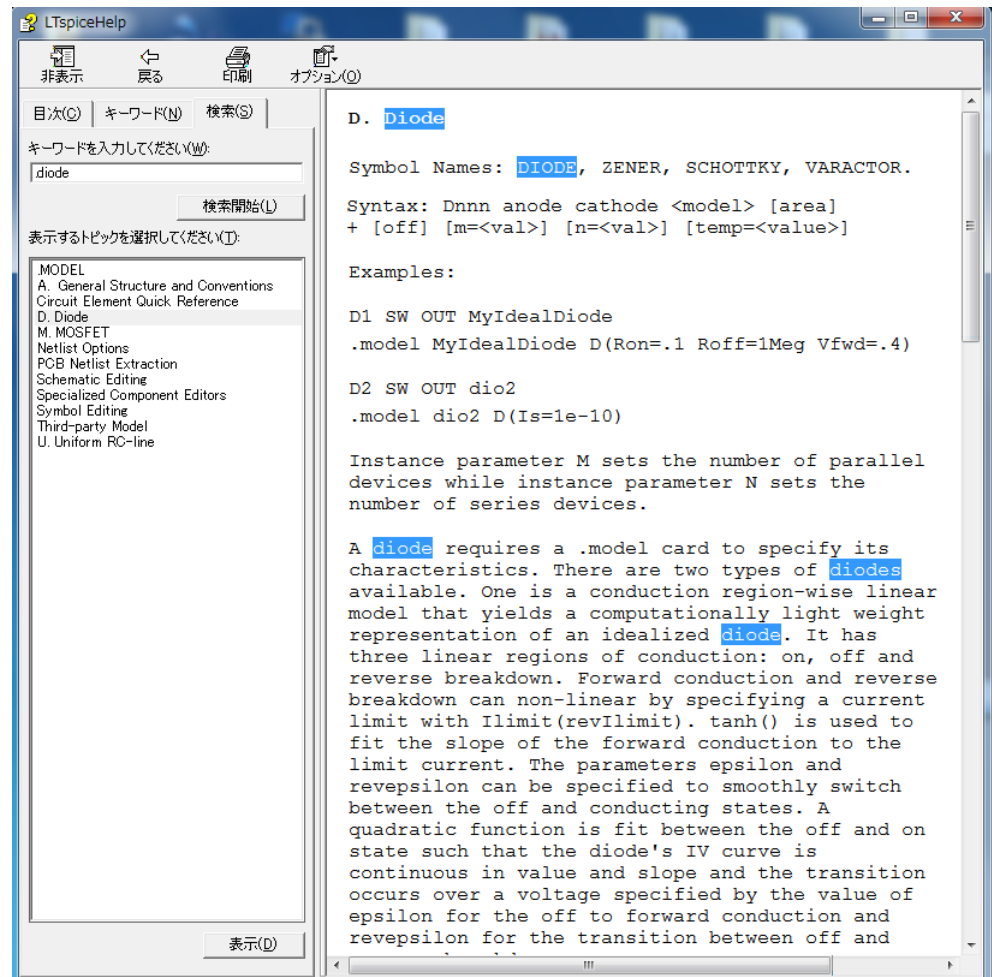 LTspiceHelp
非表示 戻る 印刷 オプション(O)
目次(C) キーワード(N) 検索(S)
キーワードを入力してください(W):
.diode
検索開始(L)
表示するトピックを選択してください(T):
.MODEL
A. General Structure and Conventions
Circuit Element Quick Reference
D. Diode
M. MOSFET
Netlist Options
PCB Netlist Extraction
Schematic Editing
Specialized Component Editors
Symbol Editing
Third-party Model
U. Uniform RC-line
表示(D)
D. Diode
Symbol Names: DIODE, ZENER, SCHOTTKY, VARACTOR.
Syntax: Dnnn anode cathode <model> [area]
+ [off] [m=<val>] [n=<val>] [temp=<value>]
Examples:
D1 SW OUT MyIdealDiode
.model MyIdealDiode D(Ron=.1 Roff=1Meg Vfwd=.4)
D2 SW OUT dio2
.model dio2 D(Is=1e-10)
Instance parameter M sets the number of parallel
devices while instance parameter N sets the
number of series devices.
A diode requires a .model card to specify its
characteristics. There are two types of diodes
available. One is a conduction region-wise linear
model that yields a computationally light weight
representation of an idealized diode. It has
three linear regions of conduction: on, off and
reverse breakdown. Forward conduction and reverse
breakdown can non-linear by specifying a current
limit with Ilimit(revIlimit). tanh() is used to
fit the slope of the forward conduction to the
limit current. The parameters epsilon and
revepsilon can be specified to smoothly switch
between the off and conducting states. A
quadratic function is fit between the off and on
state such that the diode's IV curve is
continuous in value and slope and the transition
occurs over a voltage specified by the value of
epsilon for the off to forward conduction and
revepsilon for the transition between off and